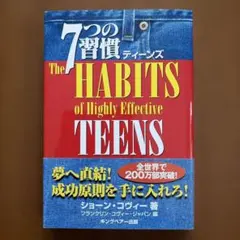 7つの
習慣 ティーンズ
The
HABITS
of Highly Effective
TEENS
全世界で
200万部突破!
夢へ直結!
成功原則を手に入れろ!
ショーン・コヴィー 著
フランクリン・コヴィー・ジャパン 編
キングベアー出版